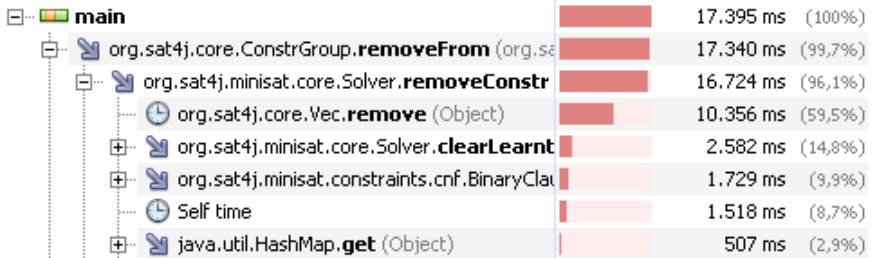 main 17.395 ms (100%)
org.sat4j.core.ConstrGroup.removeFrom (org.sa 17.340 ms (99,7%)
org.sat4j.minisat.core.Solver.removeConstr 16.724 ms (96,1%)
org.sat4j.core.Vec.remove (Object) 10.356 ms (59,5%)
org.sat4j.minisat.core.Solver.clearLearnt 2.582 ms (14,8%)
org.sat4j.minisat.constraints.cnf.BinaryClau 1.729 ms (9,9%)
Self time 1.518 ms (8,7%)
java.util.HashMap.get (Object) 507 ms (2,9%)